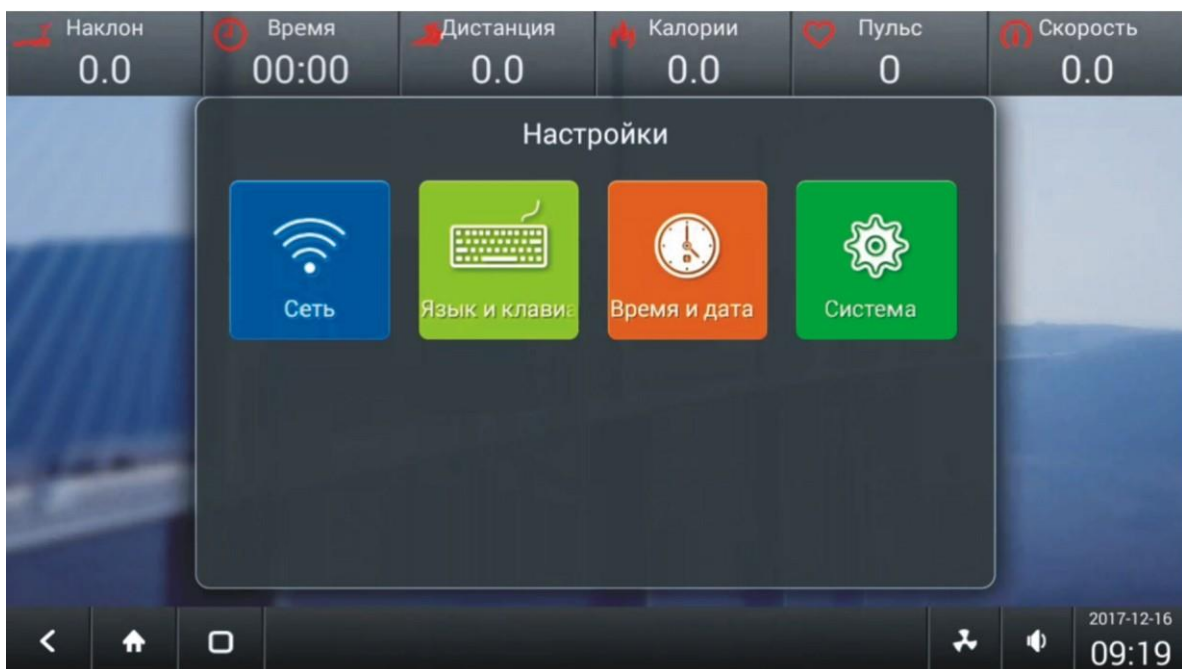 Наклон Время Дистанция Калории Пульс Скорость
0.0 00:00 0.0 0.0 0 0.0
Настройки
Сеть Язык и клавиа Время и дата Система
2017-12-16
09:19